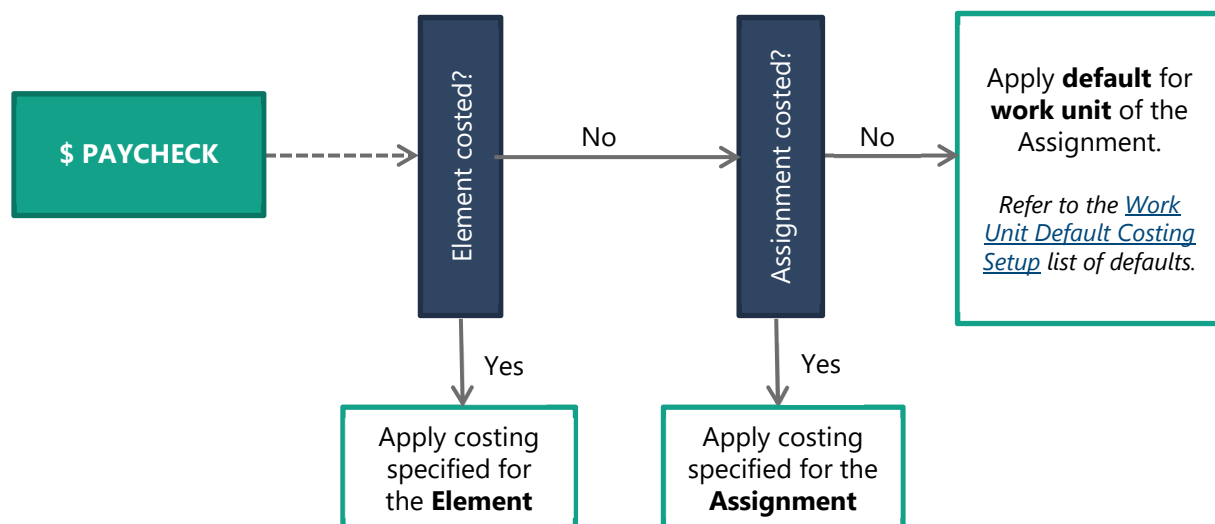 $ PAYCHECK
Element costed?
No
Assignment costed?
No
Apply default for
work unit of the
Assignment.
Refer to the Work
Unit Default Costing
Setup list of defaults.
Yes
Yes
Apply costing
specified for
the Element
Apply costing
specified for the
Assignment